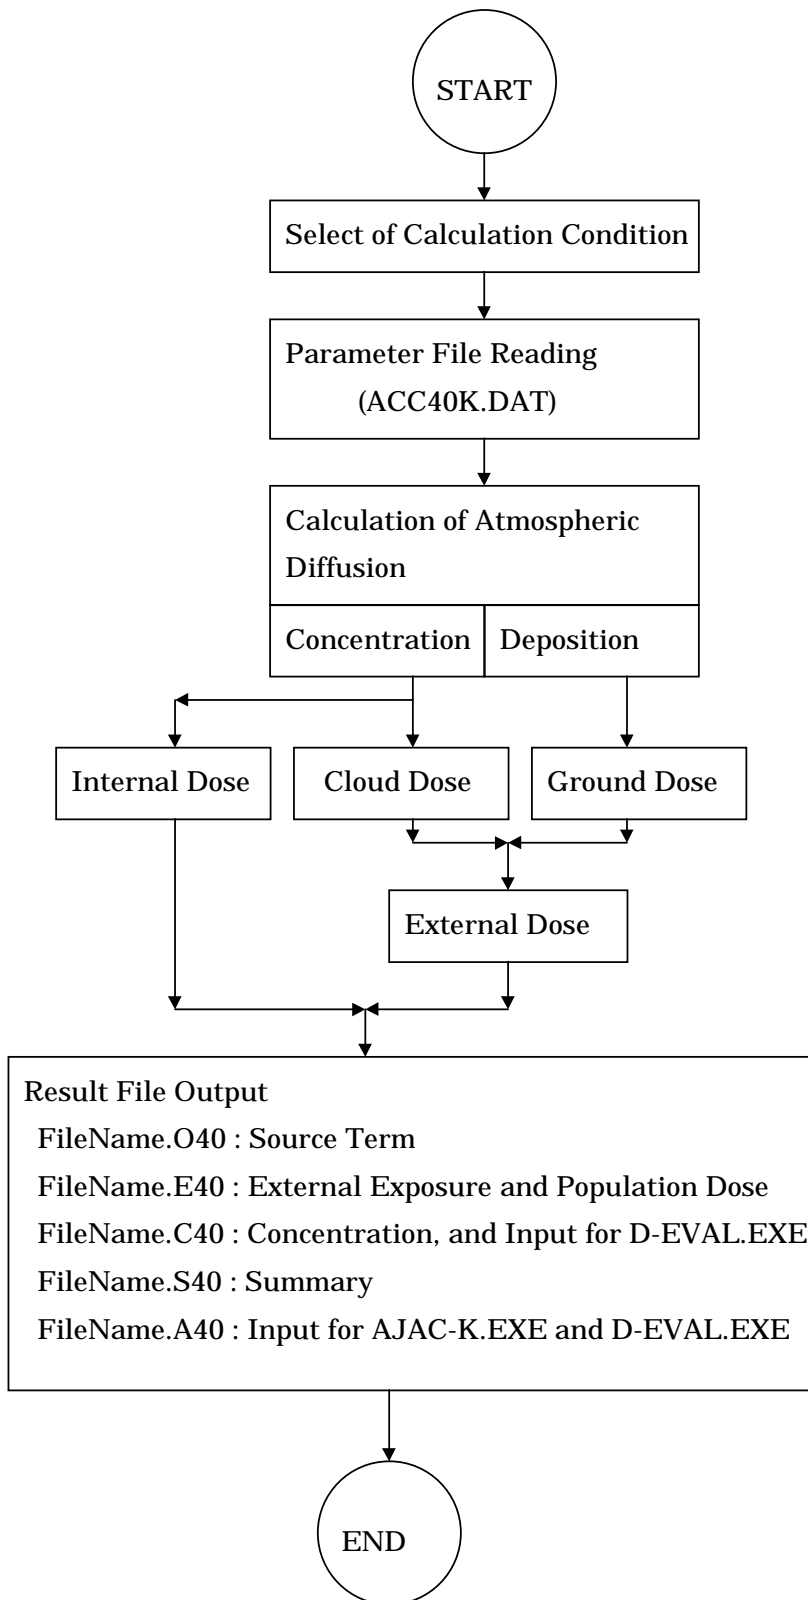 START
Select of Calculation Condition
Parameter File Reading
(ACC40K.DAT)
Calculation of Atmospheric
Diffusion
Concentration
Deposition
Internal Dose
Cloud Dose
Ground Dose
External Dose
Result File Output
FileName.O40 : Source Term
FileName.E40 : External Exposure and Population Dose
FileName.C40 : Concentration, and Input for D-EVAL.EXE
FileName.S40 : Summary
FileName.A40 : Input for AJAC-K.EXE and D-EVAL.EXE
END